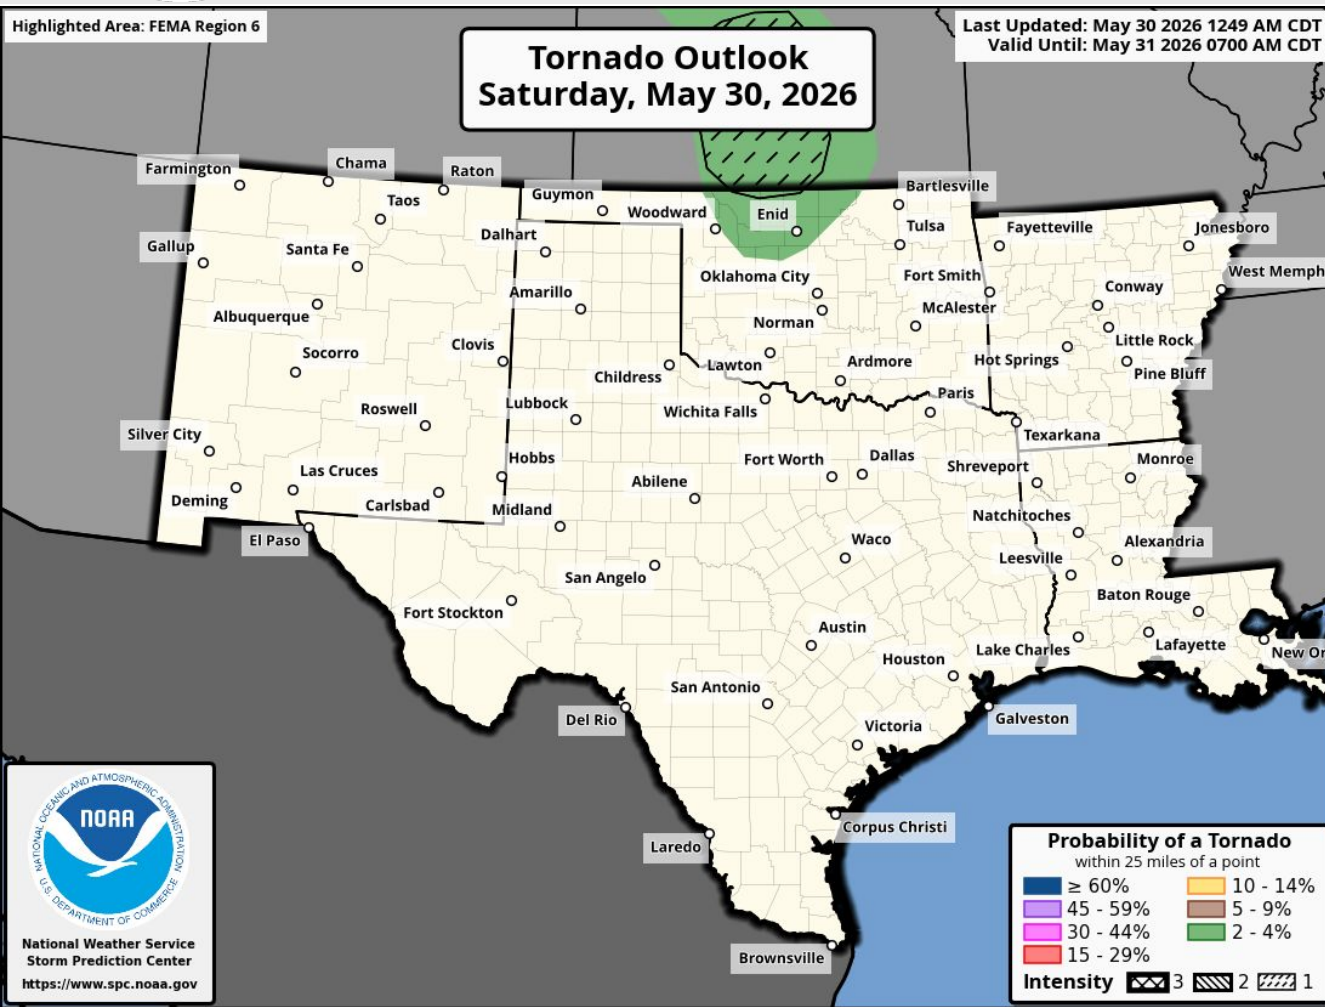 Highlighted Area: FEMA Region 6
Last Updated: May 30 2026 1249 AM CDT
Valid Until: May 31 2026 0700 AM CDT
Tornado Outlook
Saturday, May 30, 2026
Farmington
Chama
Raton
Taos
Guymon
Woodward
Enid
Bartlesville
Gallup
Santa Fe
Dalhart
Tulsa
Fayetteville
Jonesboro
Albuquerque
Amarillo
Oklahoma City
Fort Smith
Conway
West Memph
Norman
McAlester
Little Rock
Socorro
Clovis
Childress
Lawton
Ardmore
Hot Springs
Pine Bluff
Roswell
Lubbock
Wichita Falls
Paris
Texarkana
Silver City
Las Cruces
Hobbs
Abilene
Fort Worth
Dallas
Shreveport
Monroe
Deming
Carlsbad
Midland
Natchitoches
El Paso
San Angelo
Waco
Leesville
Alexandria
Fort Stockton
Baton Rouge
Austin
Houston
Lake Charles
Lafayette
New Or
Del Rio
San Antonio
Victoria
Galveston
Laredo
Corpus Christi
Brownsville
NATIONAL OCEANIC AND ATMOSPHERIC ADMINISTRATION
NOAA
U.S. DEPARTMENT OF COMMERCE
National Weather Service
Storm Prediction Center
https://www.spc.noaa.gov
Probability of a Tornado
within 25 miles of a point
≥ 60% 10 - 14%
45 - 59% 5 - 9%
30 - 44% 2 - 4%
15 - 29%
Intensity 3 2 1